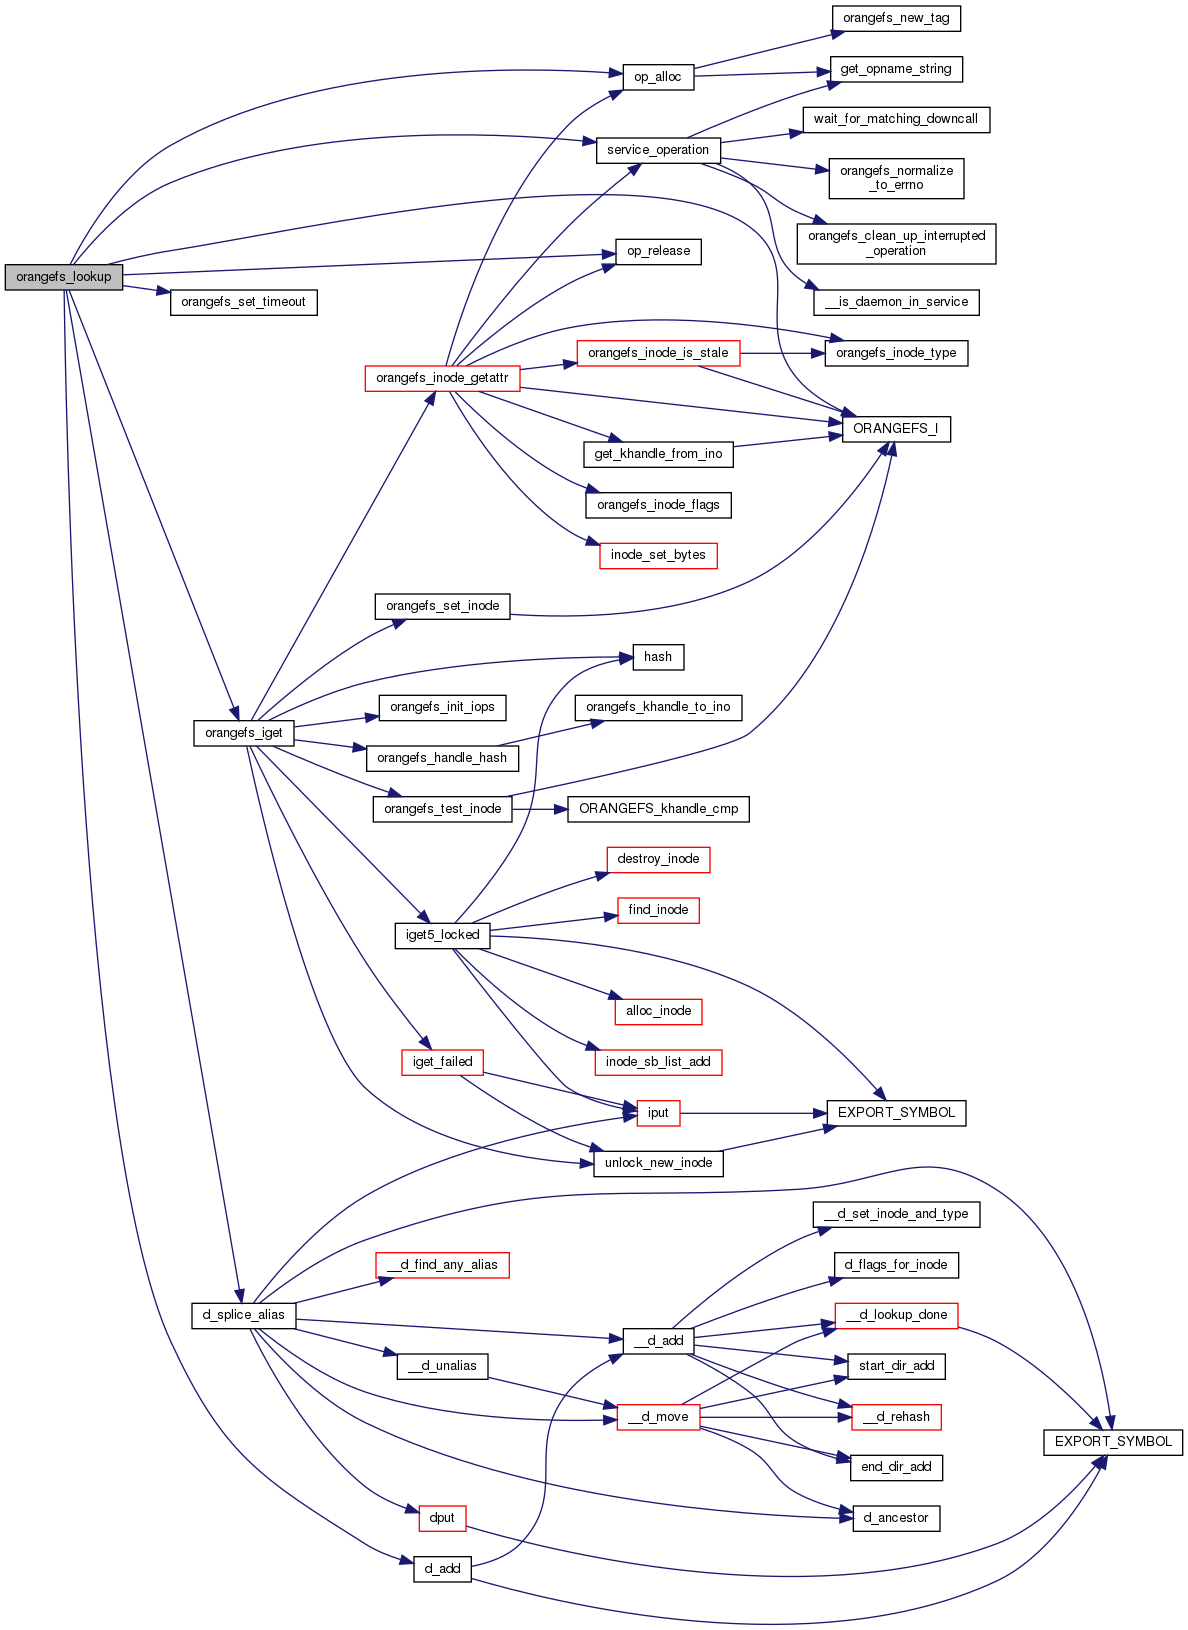 orangefs_new_tag
get_opname_string
op_alloc
wait_for_matching_downcall
service_operation
orangefs_normalize
_to_errno
orangefs_clean_up_interrupted
_operation
op_release
orangefs_lookup
orangefs_set_timeout
__is_daemon_in_service
orangefs_inode_is_stale
orangefs_inode_type
orangefs_inode_getattr
ORANGEFS_I
get_khandle_from_ino
orangefs_inode_flags
inode_set_bytes
orangefs_set_inode
hash
orangefs_init_iops
orangefs_khandle_to_ino
orangefs_iget
orangefs_handle_hash
orangefs_test_inode
ORANGEFS_khandle_cmp
destroy_inode
find_inode
iget5_locked
alloc_inode
iget_failed
inode_sb_list_add
iput
EXPORT_SYMBOL
unlock_new_inode
__d_set_inode_and_type
__d_find_any_alias
d_flags_for_inode
d_splice_alias
__d_lookup_done
__d_add
__d_unalias
start_dir_add
__d_move
__d_rehash
EXPORT_SYMBOL
end_dir_add
dput
d_ancestor
d_add